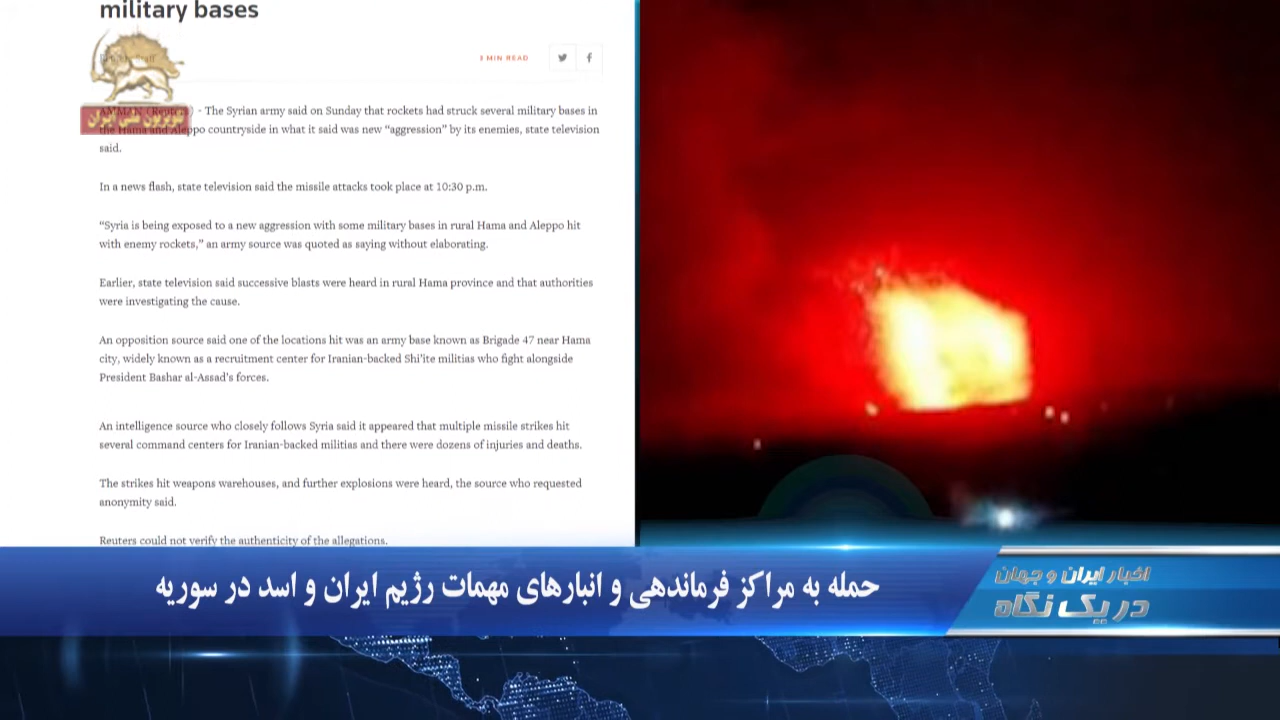 military bases
3 MIN READ
AMMAN (Reuters) - The Syrian army said on Sunday that rockets had struck several military bases in
the Hama and Aleppo countryside in what it said was new “aggression” by its enemies, state television
said.
In a news flash, state television said the missile attacks took place at 10:30 p.m.
“Syria is being exposed to a new aggression with some military bases in rural Hama and Aleppo hit
with enemy rockets,” an army source was quoted as saying without elaborating.
Earlier, state television said successive blasts were heard in rural Hama province and that authorities
were investigating the cause.
An opposition source said one of the locations hit was an army base known as Brigade 47 near Hama
city, widely known as a recruitment center for Iranian-backed Shi’ite militias who fight alongside
President Bashar al-Assad’s forces.
An intelligence source who closely follows Syria said it appeared that multiple missile strikes hit
several command centers for Iranian-backed militias and there were dozens of injuries and deaths.
The strikes hit weapons warehouses, and further explosions were heard, the source who requested
anonymity said.
Reuters could not verify the authenticity of the allegations.
حمله به مراکز فرماندهی و انبارهای مهمات رژیم ایران و اسد در سوریه
اخبار ایران و جهان
در یک نگاه